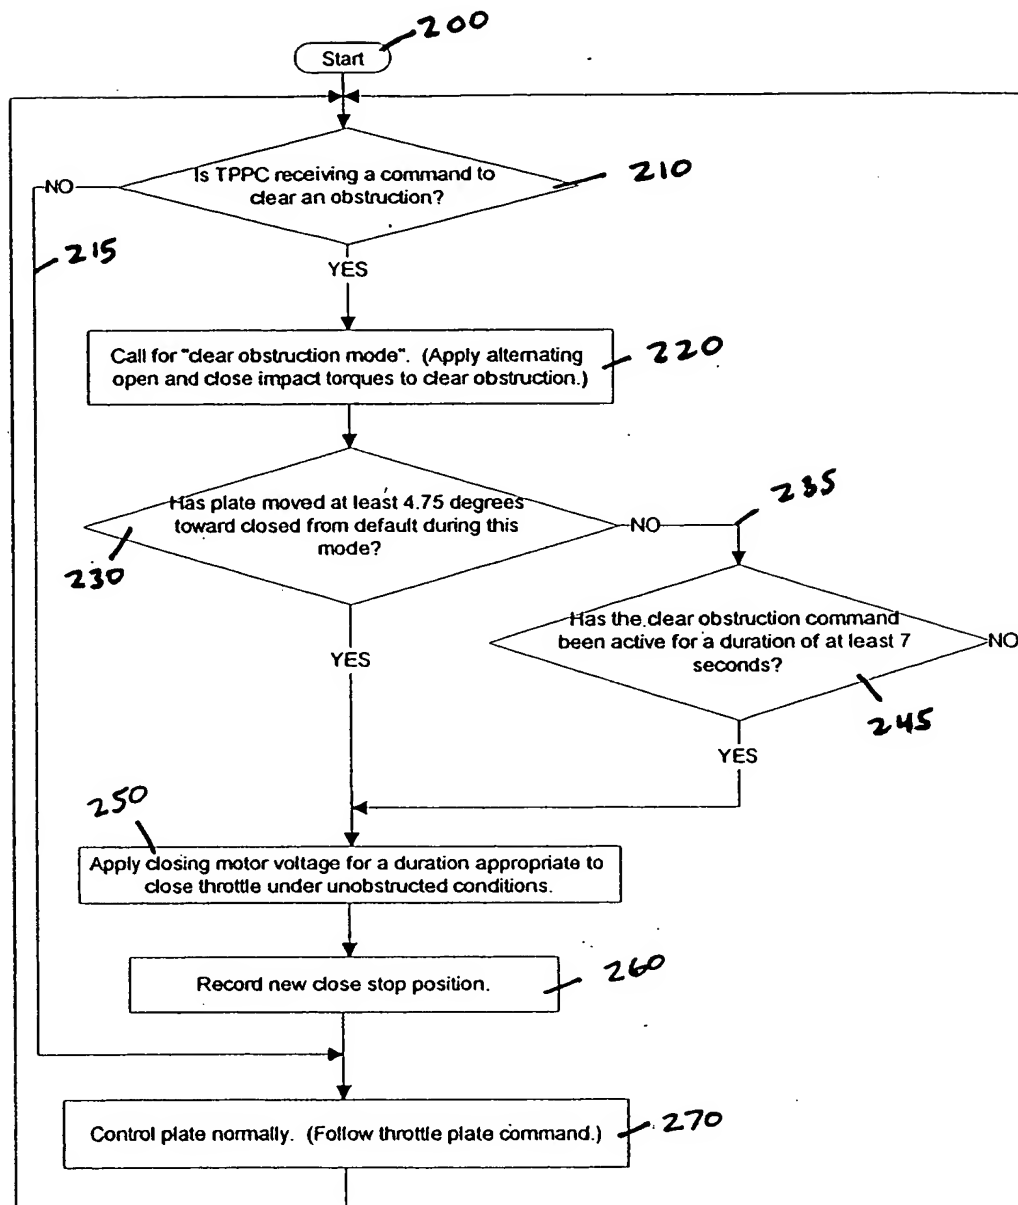 200
Start
Is TPPC receiving a command to
clear an obstruction?
210
NO
215
YES
Call for "clear obstruction mode". (Apply alternating
open and close impact torques to clear obstruction.)
220
Has plate moved at least 4.75 degrees
toward closed from default during this
mode?
230
NO
235
Has the clear obstruction command
been active for a duration of at least 7
seconds?
NO
245
YES
YES
250
Apply closing motor voltage for a duration appropriate to
close throttle under unobstructed conditions.
Record new close stop position.
260
Control plate normally. (Follow throttle plate command.)
270